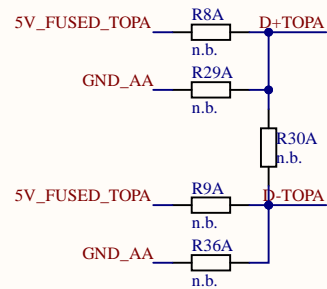 R8A
5V_FUSED_TOPA
D+TOPA
n.b.
R29A
GND_AA
n.b.
R30A
n.b.
R9A
5V_FUSED_TOPA
D-TOPA
n.b.
R36A
GND_AA
n.b.